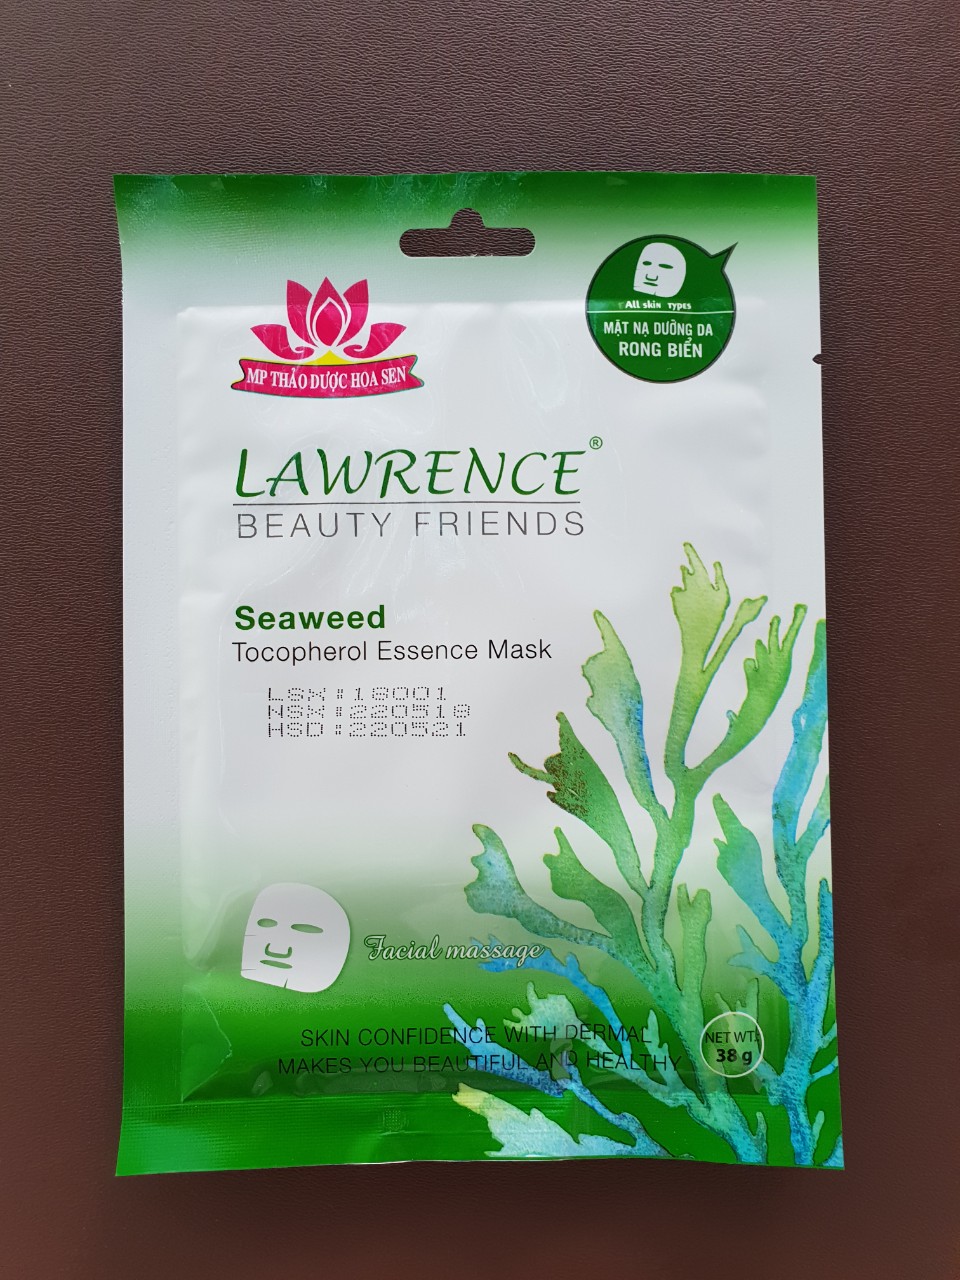 All skin TYPES
MẶT NẠ DƯỠNG DA
RONG BIỂN
MP THẢO DƯỢC HOA SEN
LAWRENCE®
BEAUTY FRIENDS
Seaweed
Tocopherol Essence Mask
LSX:18001
NSX:220518
HSD:220521
Facial massage
SKIN CONFIDENCE WITH DERMAL
MAKES YOU BEAUTIFUL AND HEALTHY
NET WT:
38 g